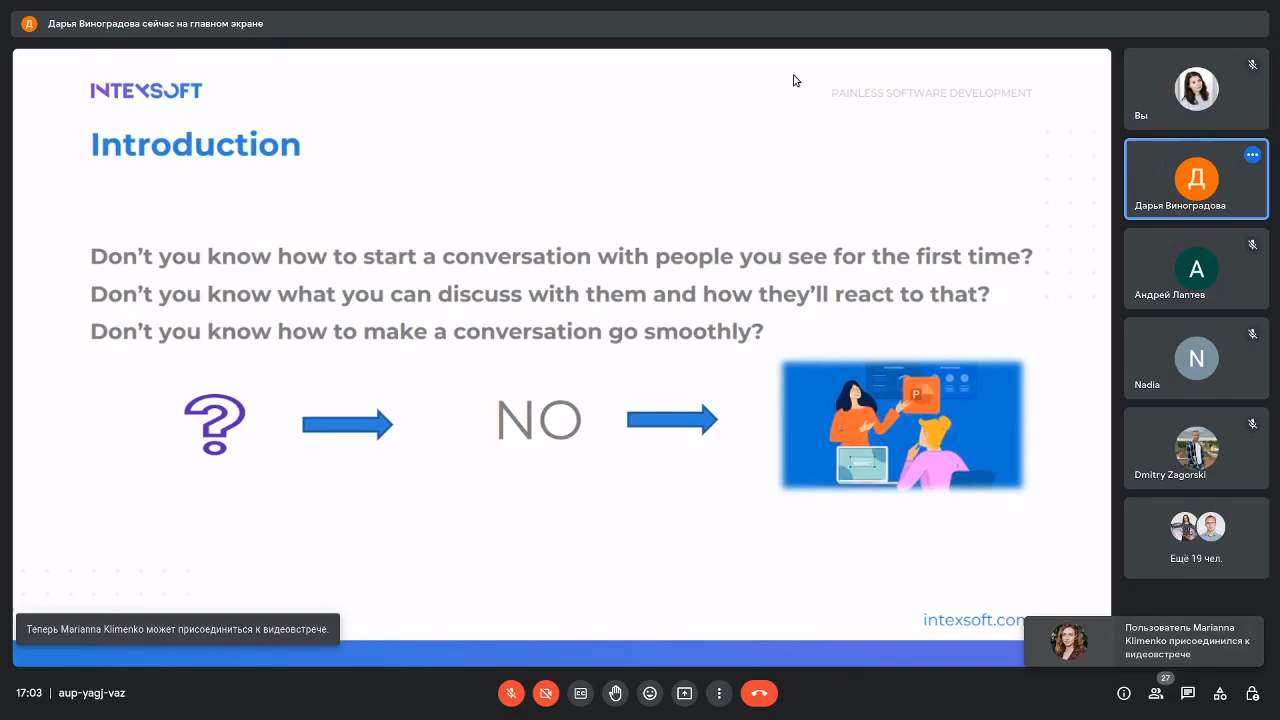 Д Дарья Виноградова сейчас на главном экране
INTEXSOFT
PAINLESS SOFTWARE DEVELOPMENT
Introduction
Don’t you know how to start a conversation with people you see for the first time?
Don’t you know what you can discuss with them and how they’ll react to that?
Don’t you know how to make a conversation go smoothly?
? NO
P
intexsoft.com
Вы
Д
Дарья Виноградова
А
Андрей Лаптев
N
Nadia
Dmitry Zagorski
Ещё 19 чел.
Теперь Marianna Klimenko может присоединиться к видеовстрече.
Пользователь Marianna
Klimenko присоединился к
видеовстрече
17:03 | aup-yagj-vaz
27